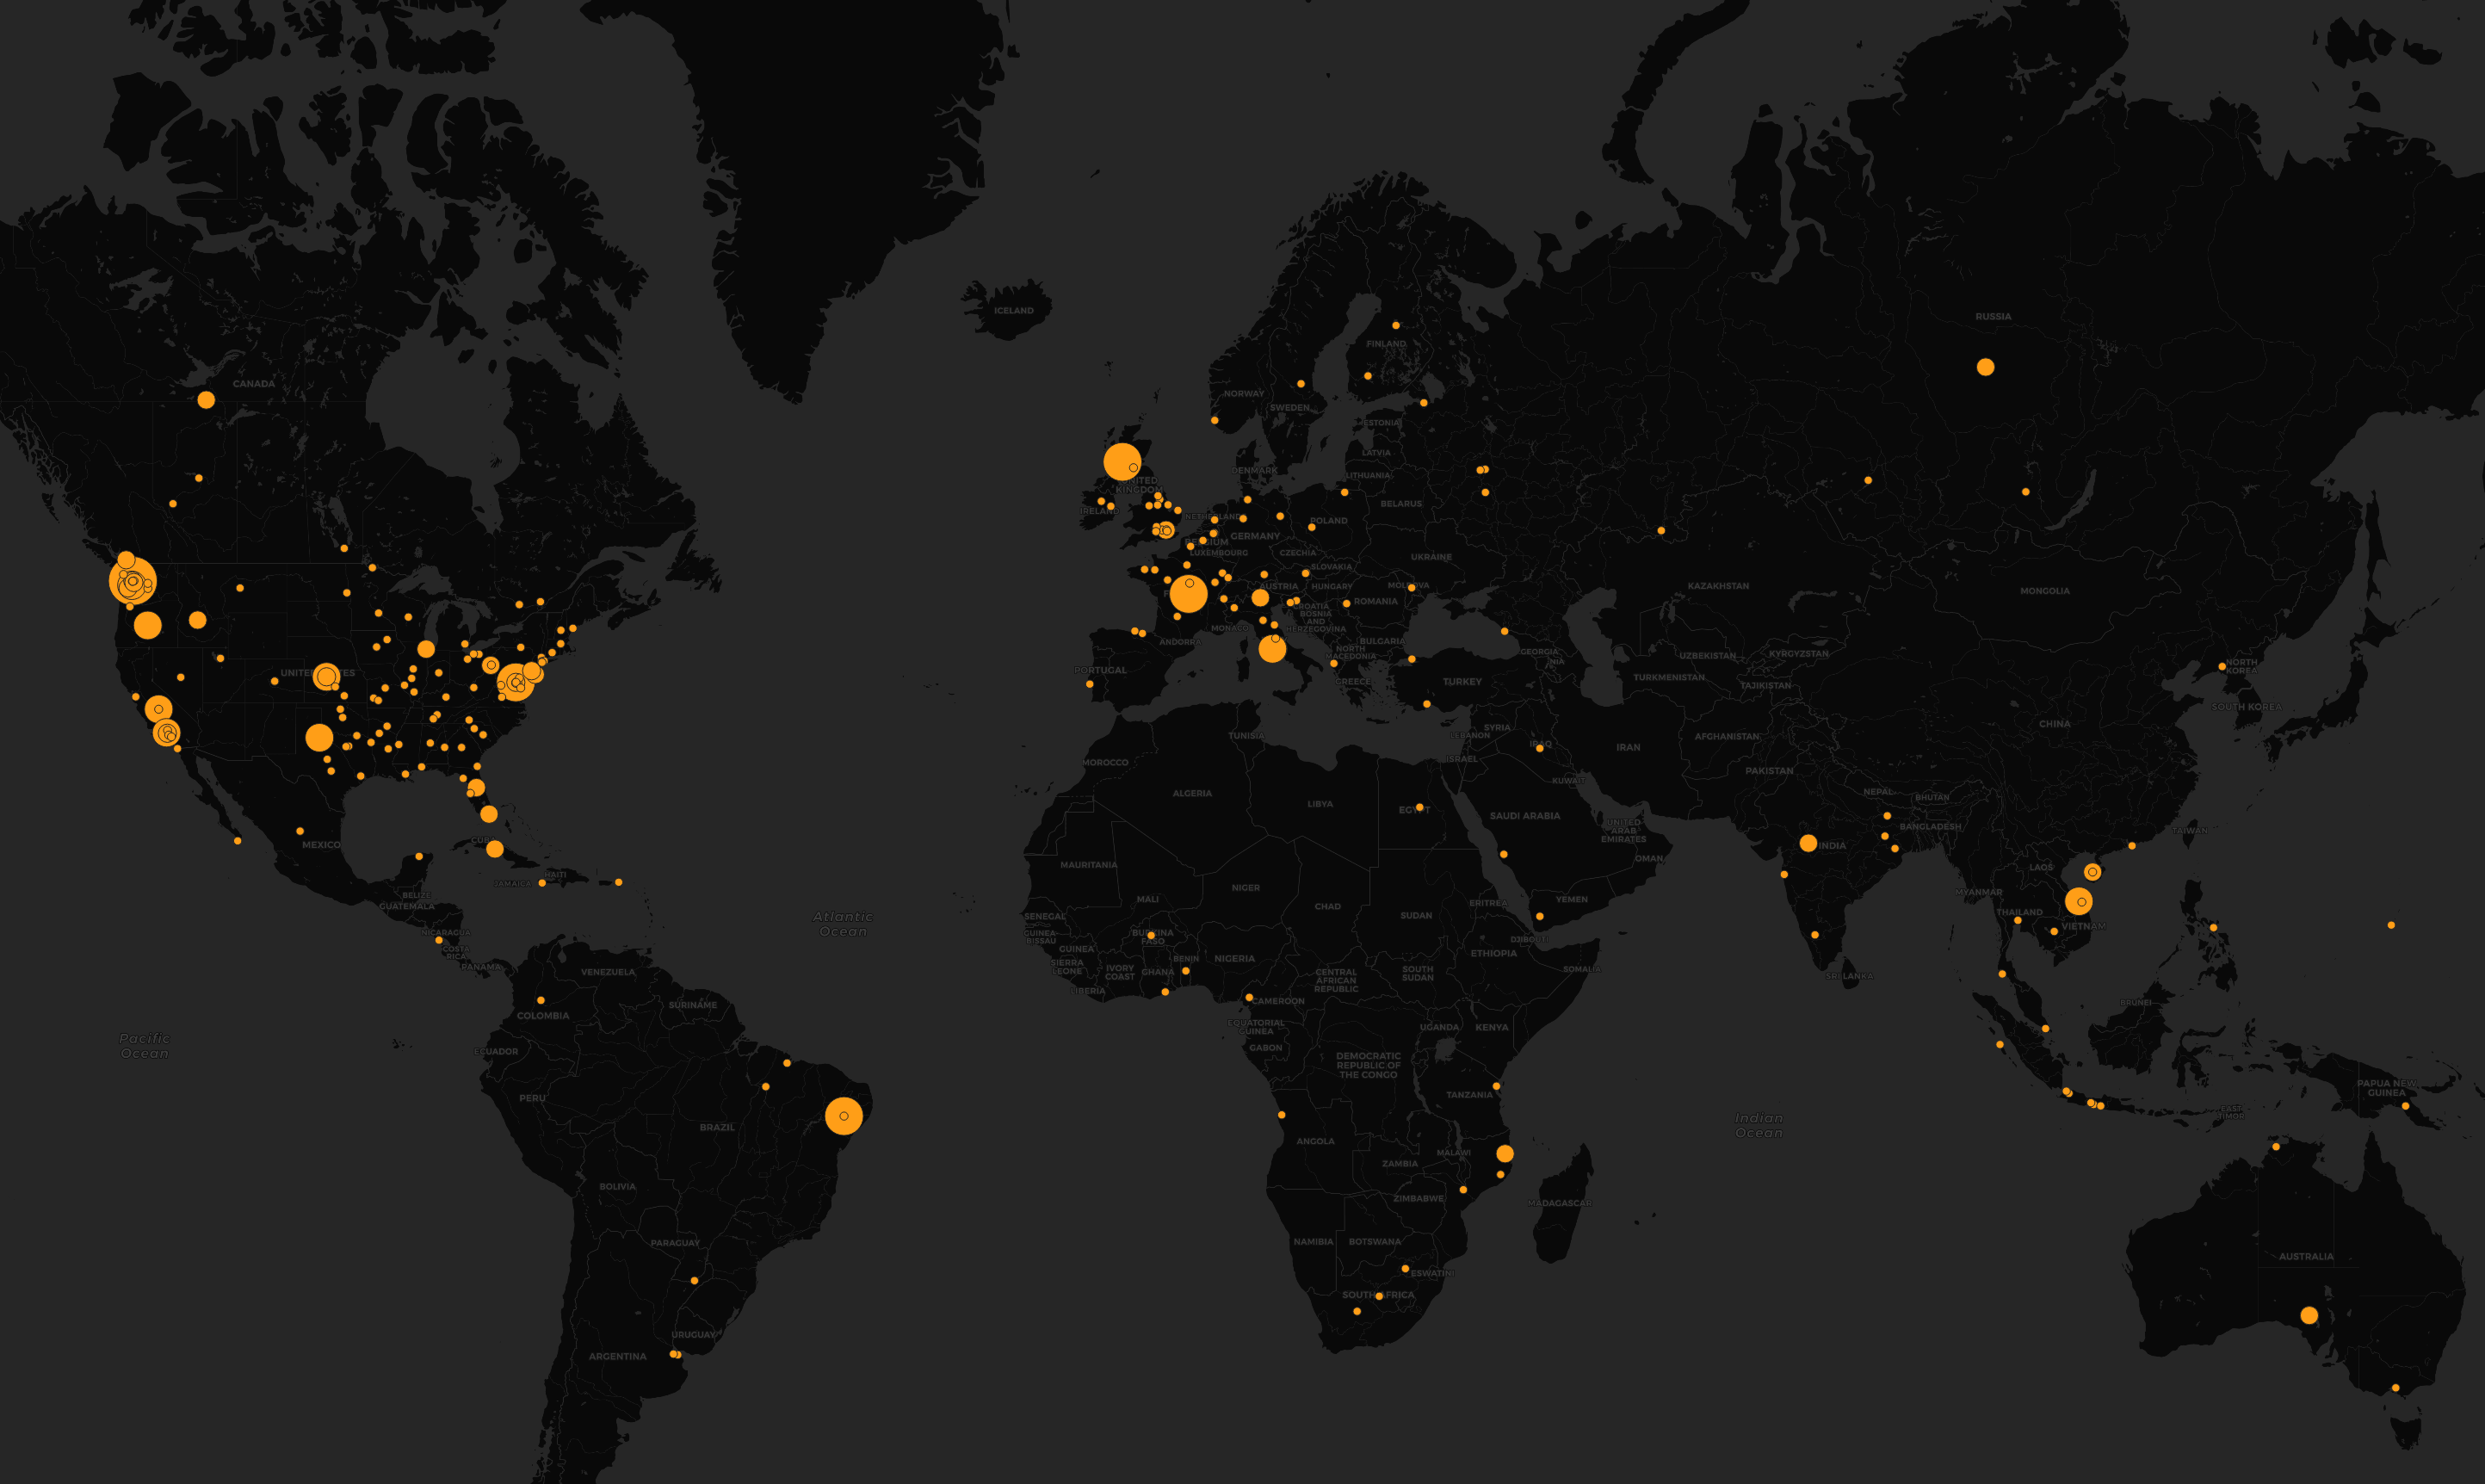 ICELAND
RUSSIA
FINLAND
CANADA
NORWAY
SWEDEN
ESTONIA
LATVIA
DENMARK
LITHUANIA
UNITED
KINGDOM
BELARUS
IRELAND
POLAND
GERMANY
LUXEMBOURG
CZECHIA
UKRAINE
SLOVAKIA
AUSTRIA
HUNGARY
KAZAKHSTAN
MONGOLIA
ROMANIA
CROATIA
BOSNIA
AND
HERZEGOVINA
MONACO
ANDORRA
BULGARIA
NORTH
MACEDONIA
GEORGIA
UZBEKISTAN
KYRGYZSTAN
NORTH
KOREA
PORTUGAL
GREECE
TURKEY
TURKMENISTAN
TAJIKISTAN
SOUTH KOREA
CHINA
SYRIA
LEBANON
TUNISIA
AFGHANISTAN
IRAN
ISRAEL
MOROCCO
PAKISTAN
KUWAIT
ALGERIA
LIBYA
NEPAL
BHUTAN
SAUDI ARABIA
UNITED
ARAB
EMIRATES
BANGLADESH
TAIWAN
MEXICO
INDIA
OMAN
MAURITANIA
LAOS
HAITI
JAMAICA
NIGER
BELIZE
GUATEMALA
MALI
YEMEN
ERITREA
MYANMAR
CHAD
SUDAN
THAILAND
Atlantic
Ocean
SENEGAL
VIETNAM
NICARAGUA
COSTA
RICA
GUINEA
BISSAU
BURKINA
FASO
DJIBOUTI
GUINEA
BENIN
NIGERIA
ETHIOPIA
PANAMA
SIERRA
LEONE
IVORY
COAST
GHANA
CENTRAL
AFRICAN
REPUBLIC
SOUTH
SUDAN
SOMALIA
VENEZUELA
SRI LANKA
LIBERIA
CAMEROON
SURINAME
BRUNEI
COLOMBIA
EQUATORIAL
GUINEA
UGANDA
KENYA
Pacific
Ocean
GABON
ECUADOR
DEMOCRATIC
REPUBLIC OF
THE CONGO
PAPUA NEW
GUINEA
TANZANIA
PERU
EAST
TIMOR
Indian
Ocean
BRAZIL
ANGOLA
MALAWI
ZAMBIA
BOLIVIA
ZIMBABWE
MADAGASCAR
PARAGUAY
NAMIBIA
BOTSWANA
AUSTRALIA
ESWATINI
SOUTH AFRICA
URUGUAY
ARGENTINA